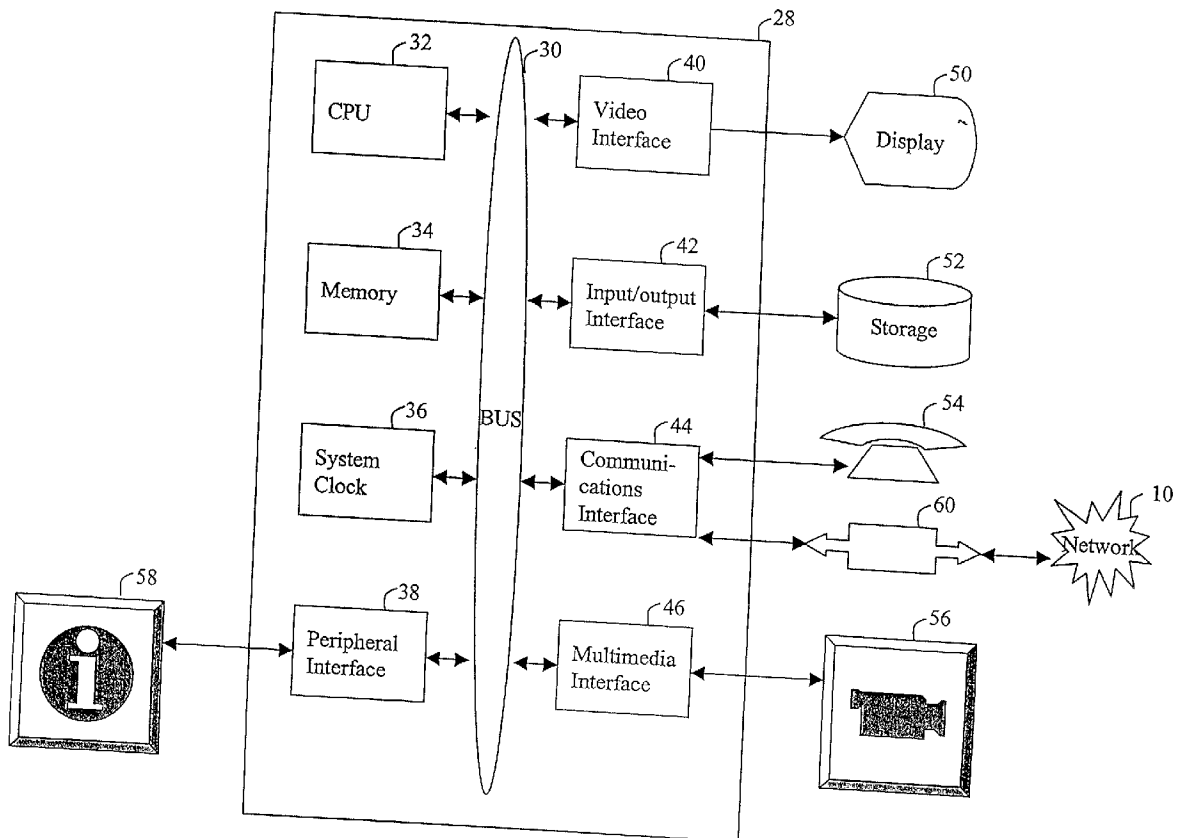 28
32
CPU
30
40
Video
Interface
50
Display
34
Memory
42
Input/output
Interface
52
Storage
36
System
Clock
BUS
44
Communi-
cations
Interface
54
60
10
Network
58
i
38
Peripheral
Interface
46
Multimedia
Interface
56